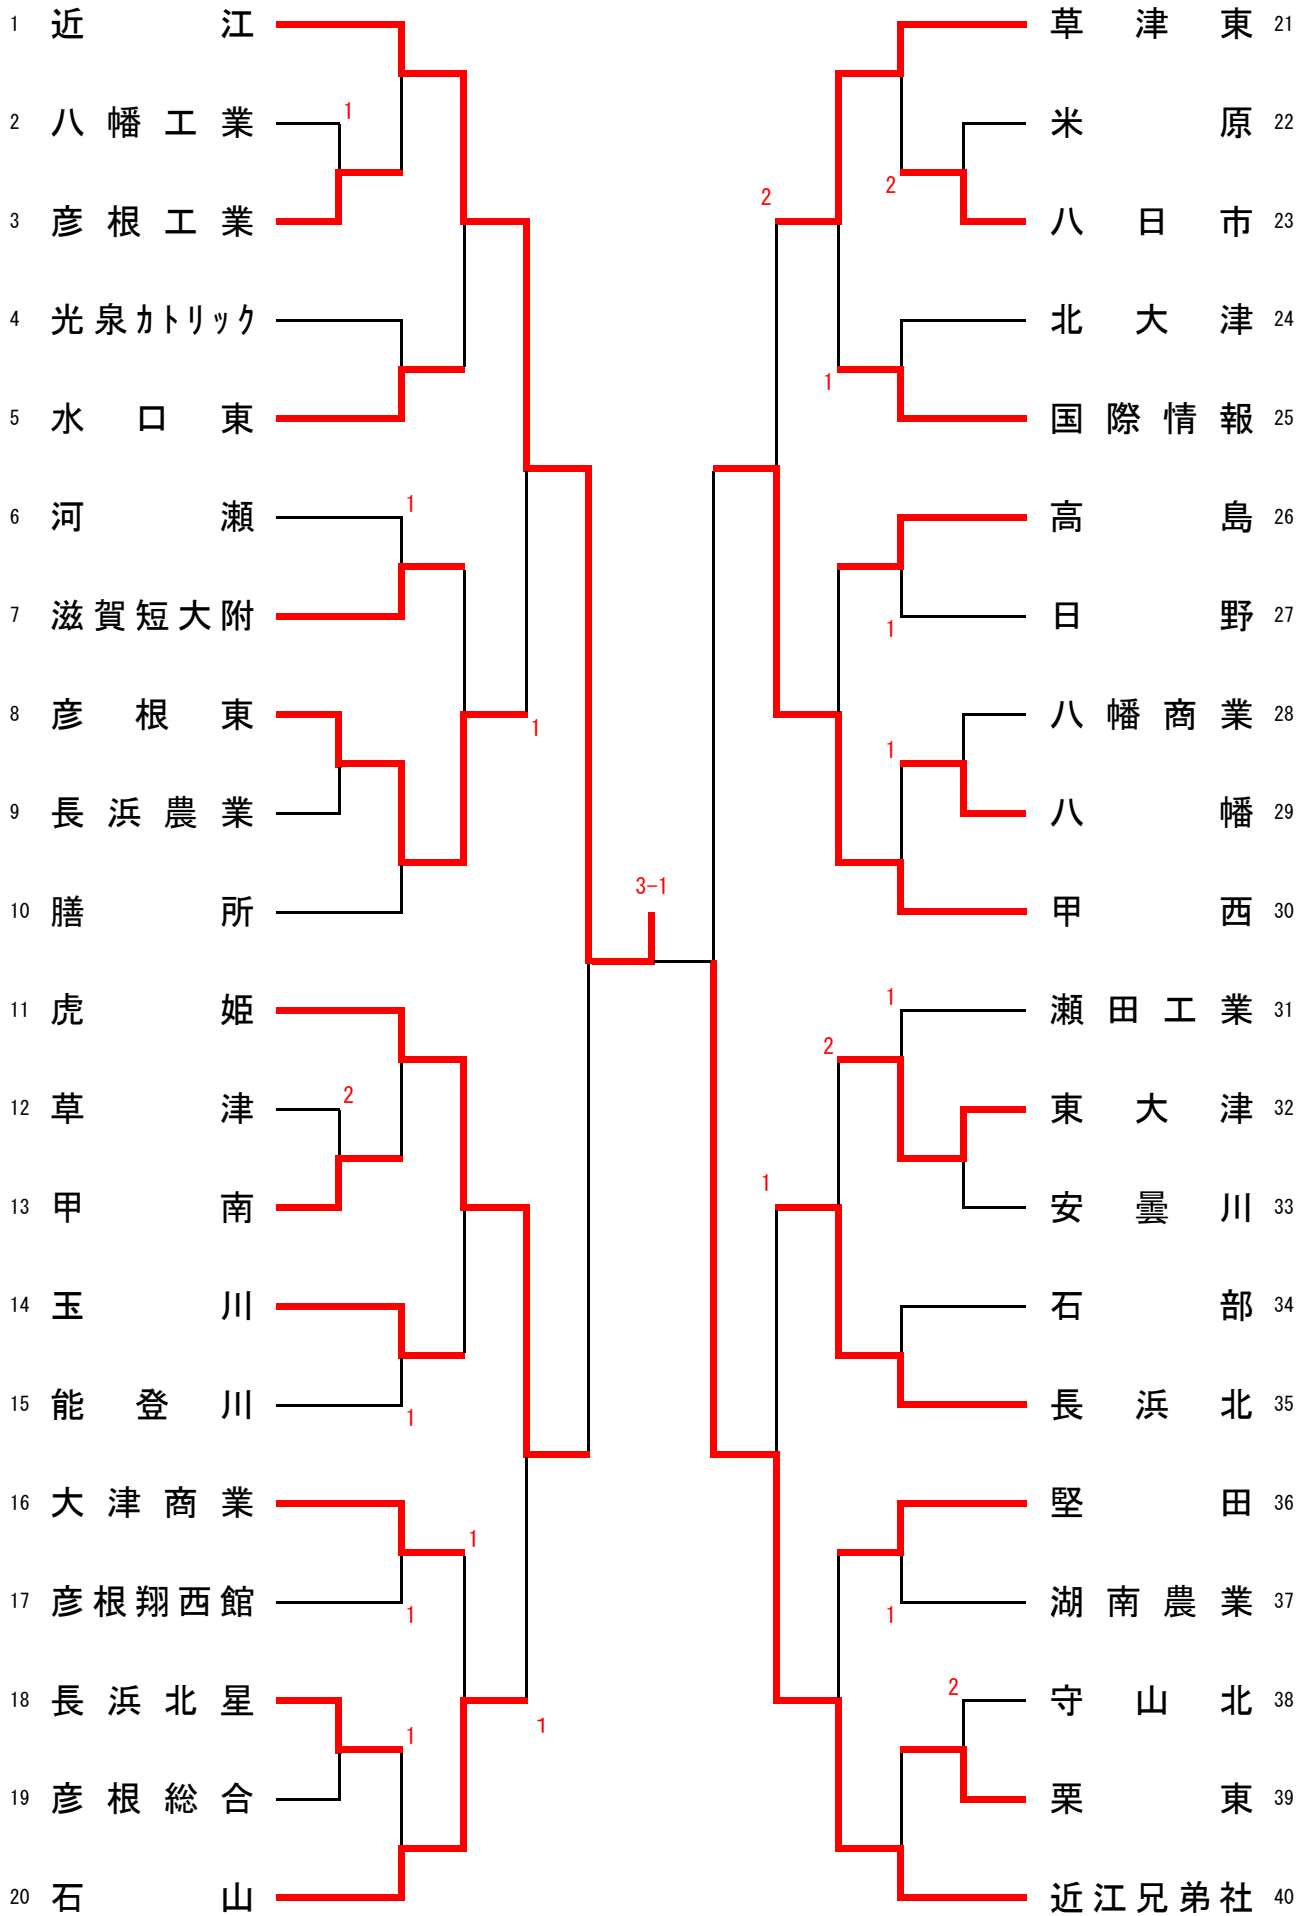 1 近江
2 八幡工業
1
3 彦根工業
4 光泉カトリック
5 水口東
6 河瀬
1
7 滋賀短大附
8 彦根東
1
9 長浜農業
10 膳所
3-1
11 虎姫
12 草津
2
13 甲南
14 玉川
15 能登川
1
16 大津商業
1
17 彦根翔西館
1
18 長浜北星
1
1
19 彦根総合
20 石山
草津東 21
米原 22
2
2
八日市 23
北大津 24
1
国際情報 25
高島 26
日野 27
1
八幡商業 28
1
八幡 29
甲西 30
瀬田工業 31
1
2
東大津 32
安曇川 33
1
石部 34
長浜北 35
堅田 36
湖南農業 37
1
守山北 38
2
栗東 39
近江兄弟社 40